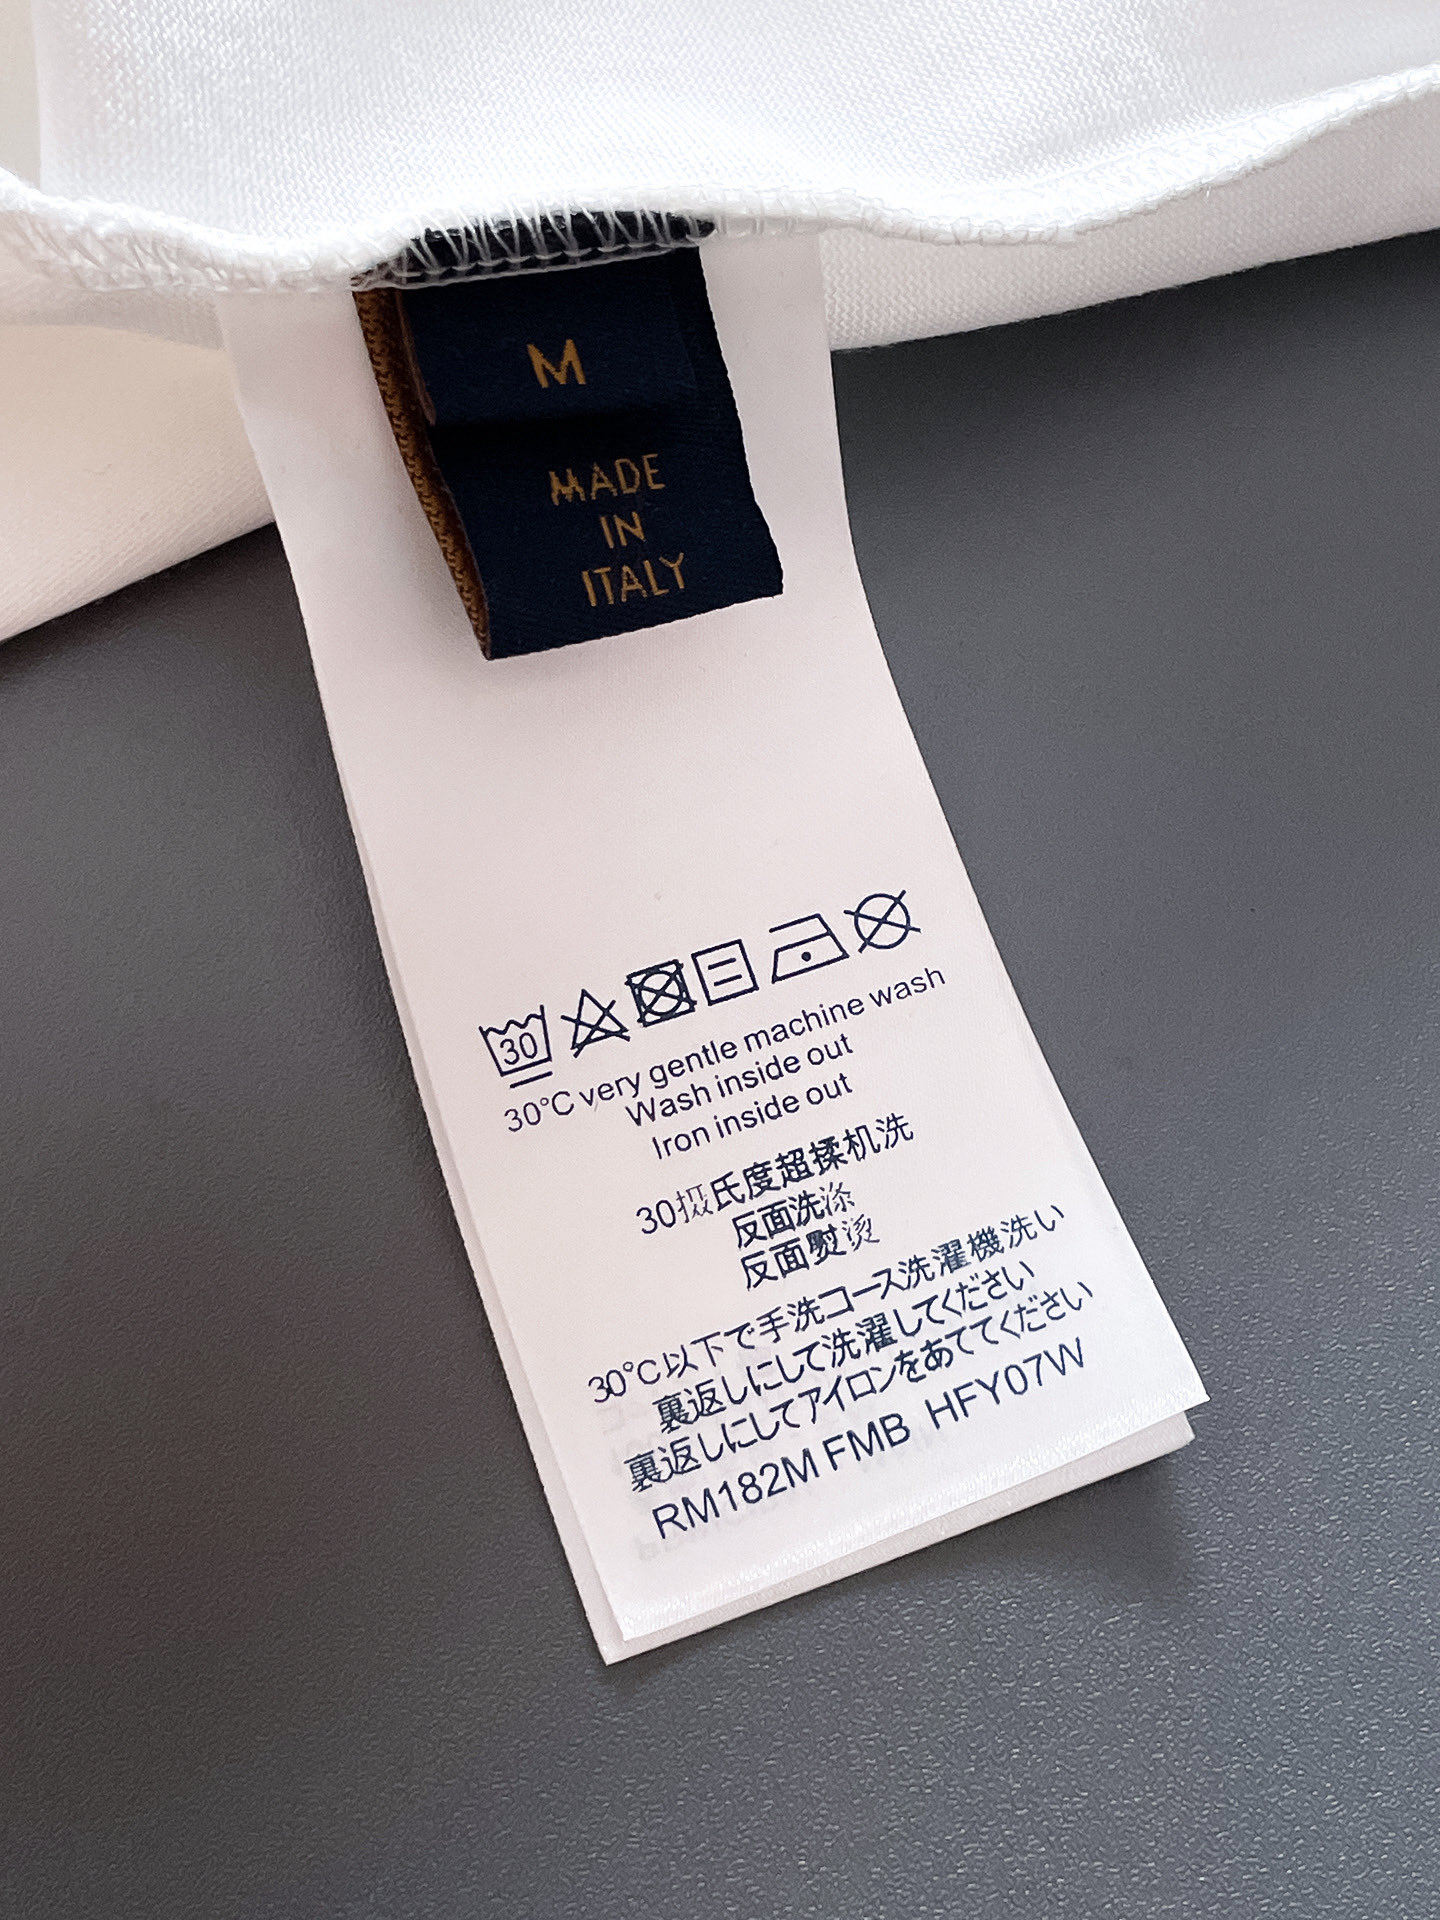 M
MADE
IN
ITALY
30
30°C very gentle machine wash
Wash inside out
Iron inside out
30摄氏度超揉机洗
反面洗涤
反面熨烫
30°C以下で手洗コース洗濯機洗い
裏返しにして洗濯してください
裏返しにしてアイロンをあててください
RM182M FMB HFY07W